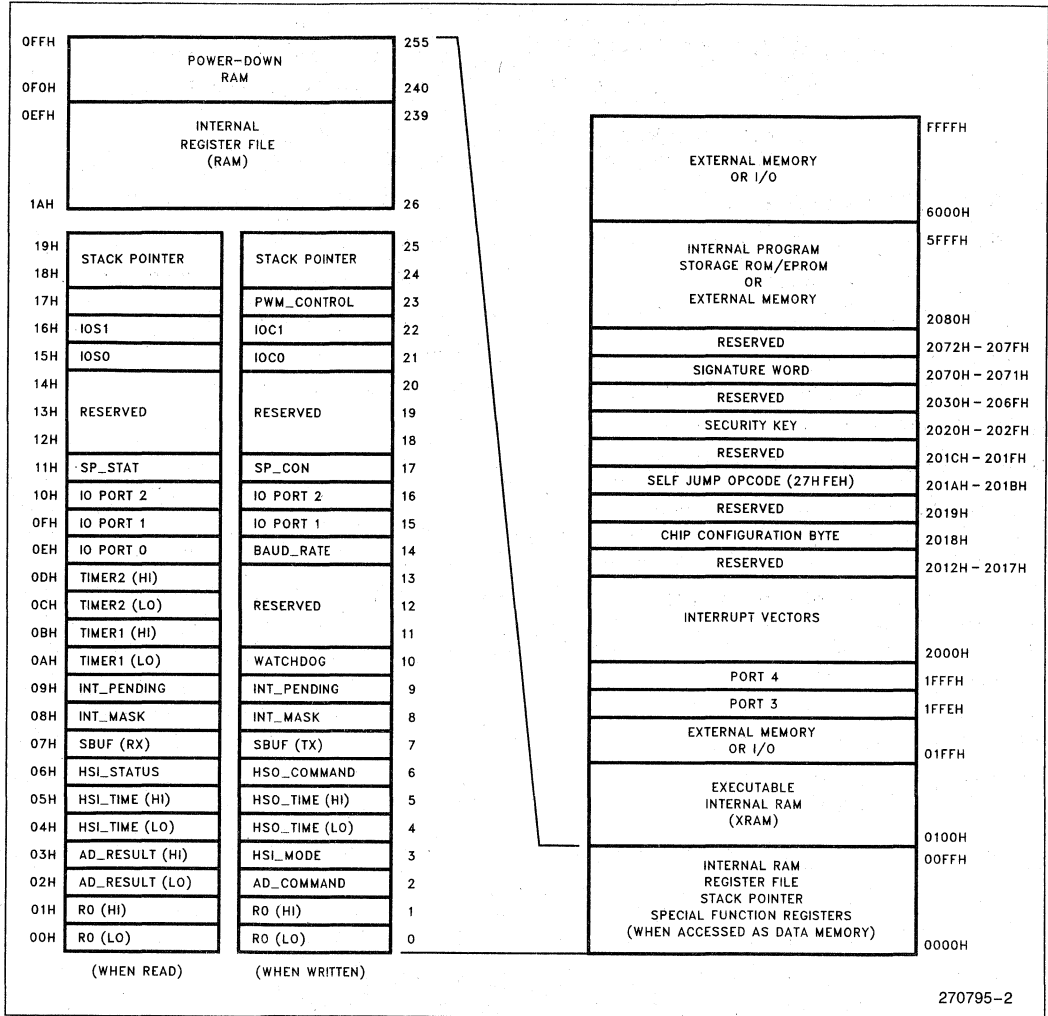 0FFH
255
POWER-DOWN
RAM
0F0H
240
0EFH
239
INTERNAL
REGISTER FILE
(RAM)
1AH
26
19H
STACK POINTER
STACK POINTER
25
18H
24
17H
PWM_CONTROL
23
16H
IOS1
IOC1
22
15H
IOS0
IOC0
21
14H
20
13H
RESERVED
RESERVED
19
12H
18
11H
SP_STAT
SP_CON
17
10H
IO PORT 2
IO PORT 2
16
0FH
IO PORT 1
IO PORT 1
15
0EH
IO PORT 0
BAUD_RATE
14
0DH
TIMER2 (HI)
13
0CH
TIMER2 (LO)
RESERVED
12
0BH
TIMER1 (HI)
11
0AH
TIMER1 (LO)
WATCHDOG
10
09H
INT_PENDING
INT_PENDING
9
08H
INT_MASK
INT_MASK
8
07H
SBUF (RX)
SBUF (TX)
7
06H
HSI_STATUS
HSO_COMMAND
6
05H
HSI_TIME (HI)
HSO_TIME (HI)
5
04H
HSI_TIME (LO)
HSO_TIME (LO)
4
03H
AD_RESULT (HI)
HSI_MODE
3
02H
AD_RESULT (LO)
AD_COMMAND
2
01H
R0 (HI)
R0 (HI)
1
00H
R0 (LO)
R0 (LO)
0
(WHEN READ)
(WHEN WRITTEN)
FFFFH
EXTERNAL MEMORY
OR I/O
6000H
5FFFH
INTERNAL PROGRAM
STORAGE ROM/EPROM
OR
EXTERNAL MEMORY
2080H
RESERVED
2072H - 207FH
SIGNATURE WORD
2070H - 2071H
RESERVED
2030H - 206FH
SECURITY KEY
2020H - 202FH
RESERVED
201CH - 201FH
SELF JUMP OPCODE (27H FEH)
201AH - 201BH
RESERVED
2019H
CHIP CONFIGURATION BYTE
2018H
RESERVED
2012H - 2017H
INTERRUPT VECTORS
2000H
PORT 4
1FFFH
PORT 3
1FFEH
EXTERNAL MEMORY
OR I/O
01FFH
EXECUTABLE
INTERNAL RAM
(XRAM)
0100H
00FFH
INTERNAL RAM
REGISTER FILE
STACK POINTER
SPECIAL FUNCTION REGISTERS
(WHEN ACCESSED AS DATA MEMORY)
0000H
270795-2